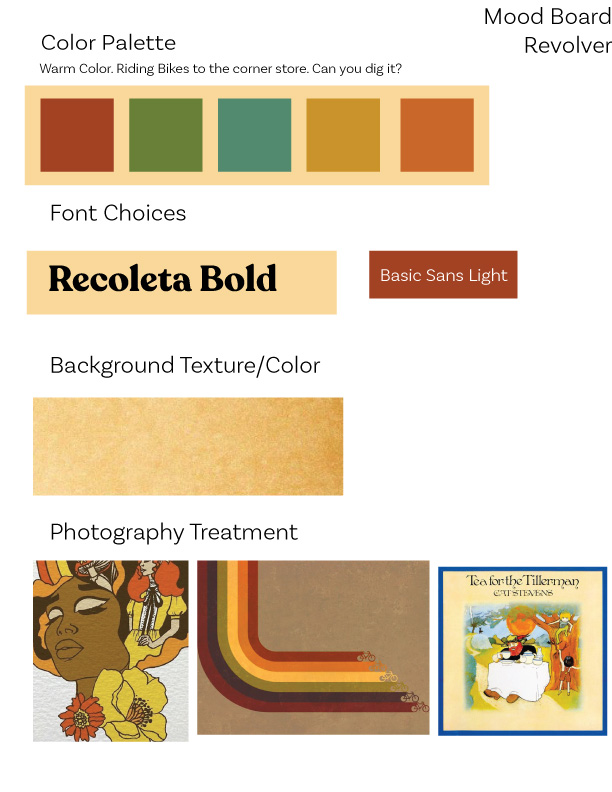 Mood Board
Revolver
Color Palette
Warm Color. Riding Bikes to the corner store. Can you dig it?
Font Choices
Recoleta Bold
Basic Sans Light
Background Texture/Color
Photography Treatment
Tea for the Tillerman
CAT STEVENS